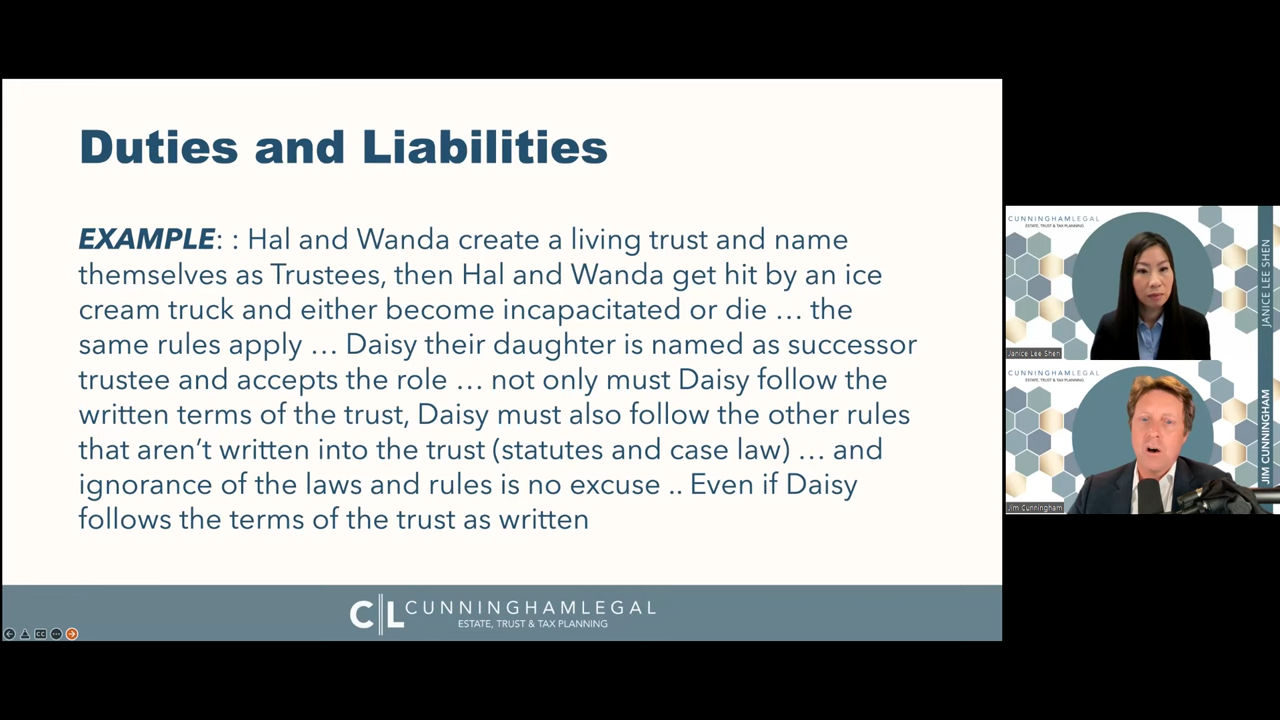 Duties and Liabilities
EXAMPLE: : Hal and Wanda create a living trust and name
themselves as Trustees, then Hal and Wanda get hit by an ice
cream truck and either become incapacitated or die … the
same rules apply … Daisy their daughter is named as successor
trustee and accepts the role … not only must Daisy follow the
written terms of the trust, Daisy must also follow the other rules
that aren’t written into the trust (statutes and case law) … and
ignorance of the laws and rules is no excuse .. Even if Daisy
follows the terms of the trust as written
CL CUNNINGHAMLEGAL
ESTATE, TRUST & TAX PLANNING
CC
CUNNINGHAMLEGAL
ESTATE, TRUST & TAX PLANNING
JANICE LEE SHEN
Janice Lee Shen
CUNNINGHAMLEGAL
ESTATE, TRUST & TAX PLANNING
JIM CUNNINGHAM
Jim Cunningham